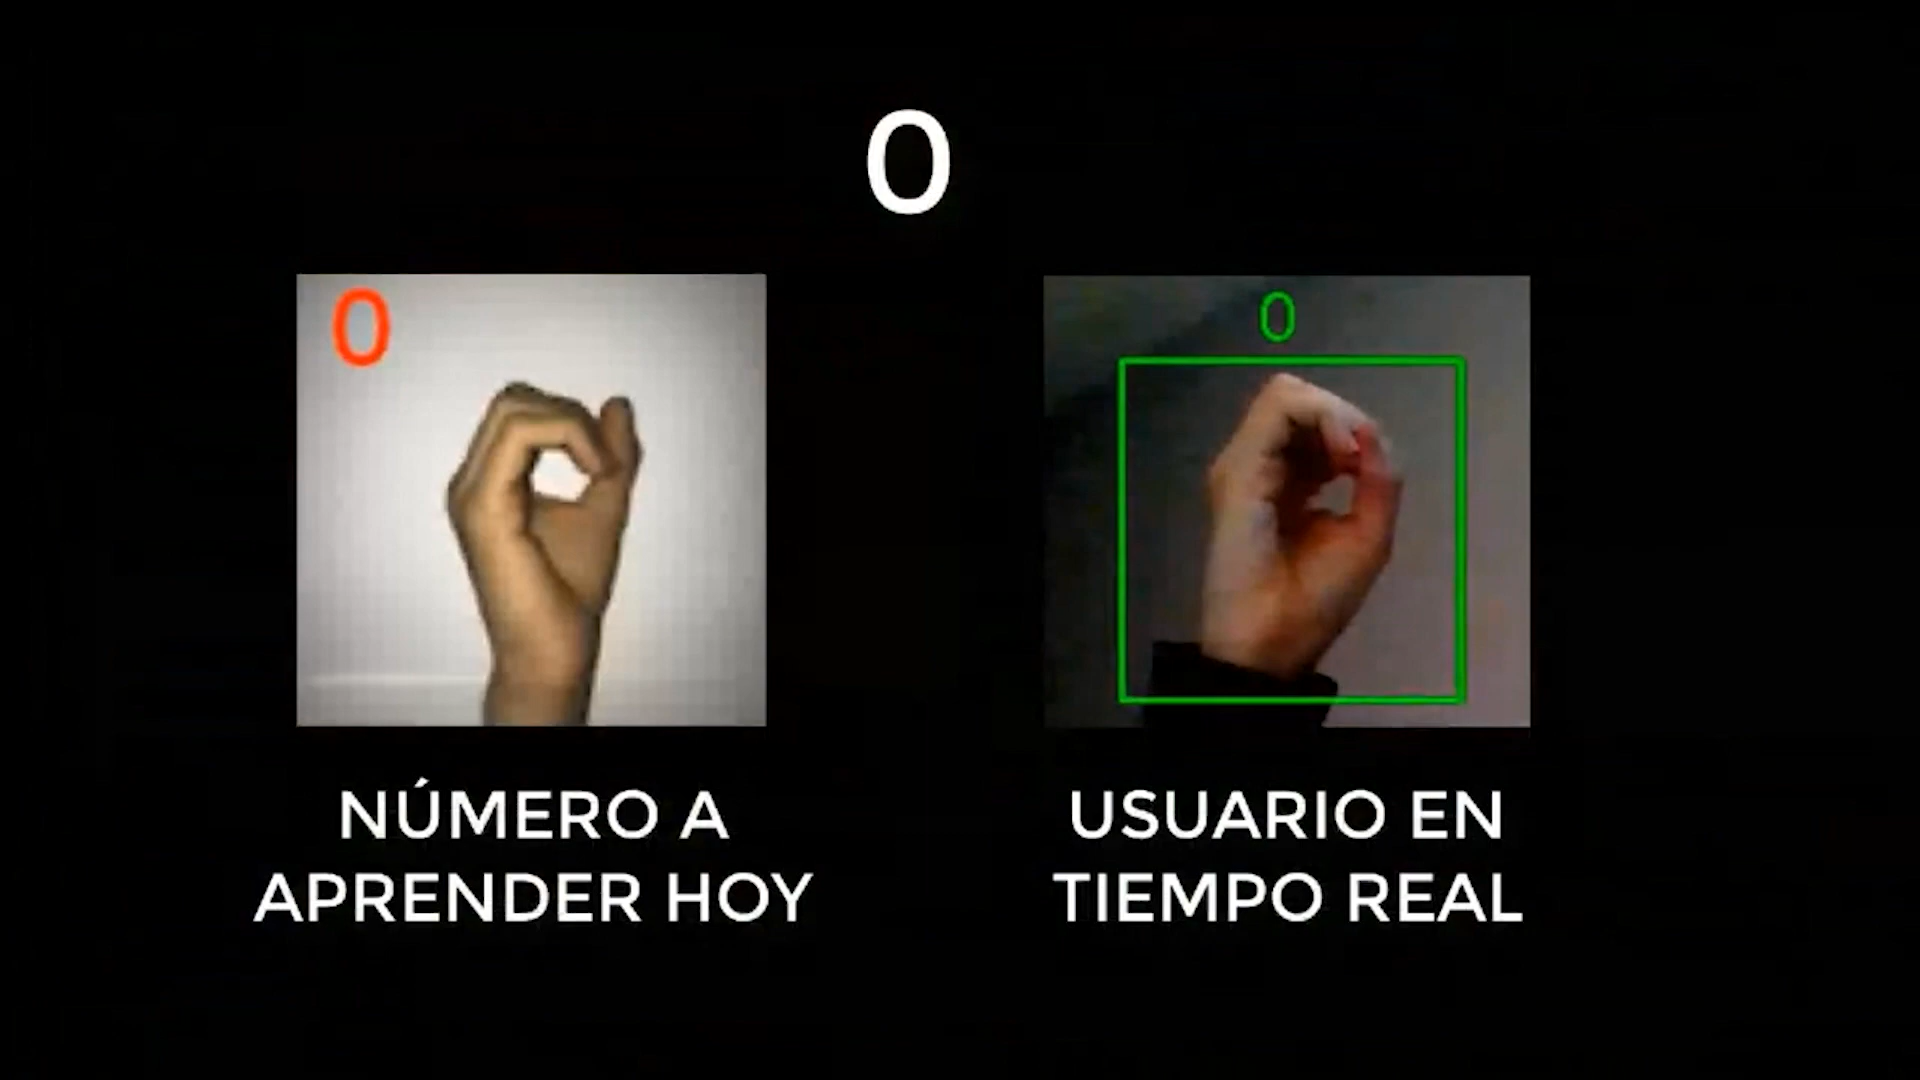 0
0
0
NÚMERO A
APRENDER HOY
USUARIO EN
TIEMPO REAL